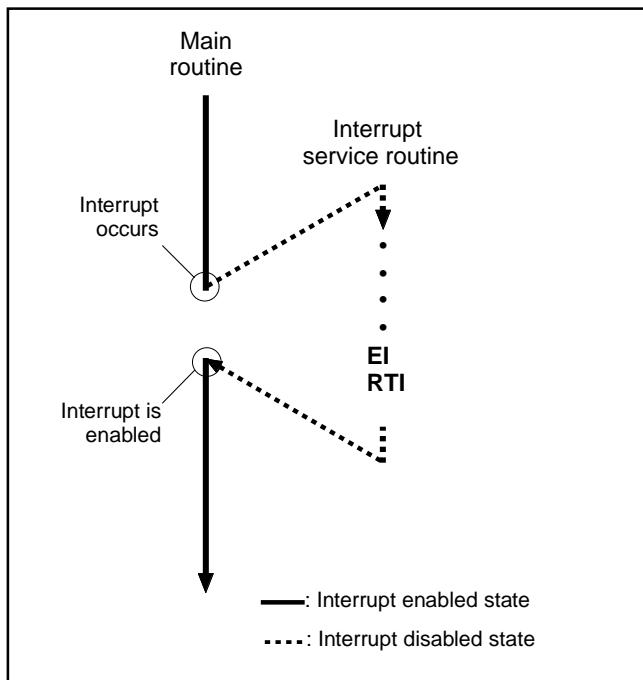 Main
routine
Interrupt
service routine
Interrupt
occurs
EI
RTI
Interrupt is
enabled
: Interrupt enabled state
: Interrupt disabled state